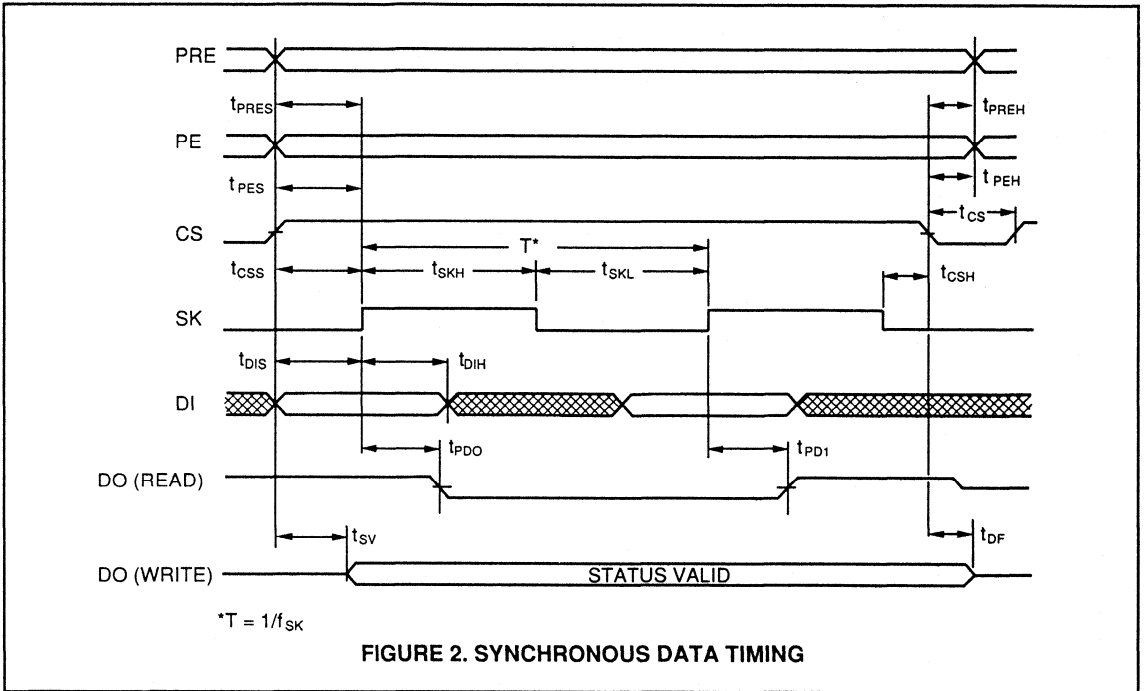 PRE
tPRES
tPREH
PE
tPES
tPEH
tCS
CS
T*
tCSS
tSKH
tSKL
tCSH
SK
tDIS
tDIH
DI
tPDO
tPD1
DO (READ)
tSV
tDF
DO (WRITE)
STATUS VALID
*T = 1/fSK
FIGURE 2. SYNCHRONOUS DATA TIMING